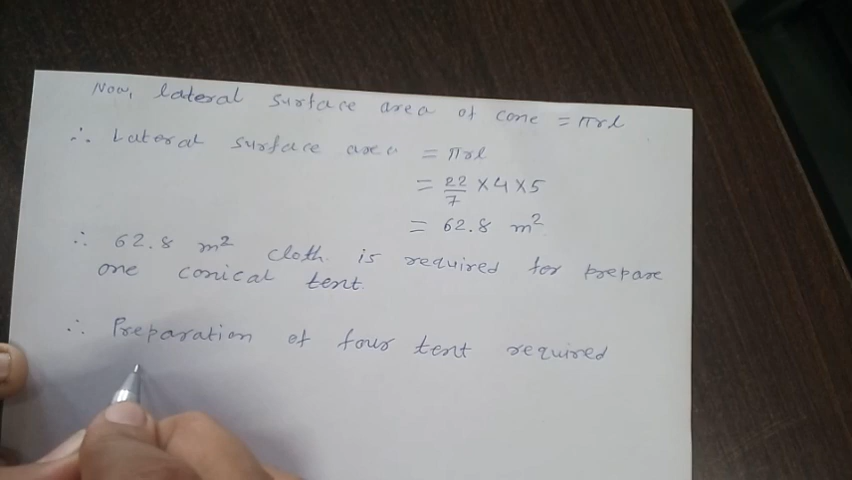 Now, lateral surface area of cone = πrl
∴ Lateral surface area = πrl
= 22/7 × 4 × 5
= 62.8 m²
∴ 62.8 m² cloth is required for prepare
one conical tent.
∴ Preparation of four tent required